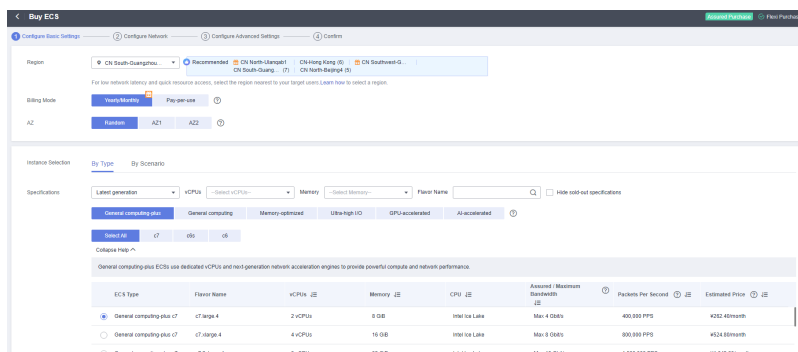 Buy ECS
Assured Purchase Flexi Purchas
1 Configure Basic Settings 2 Configure Network 3 Configure Advanced Settings 4 Confirm
Region CN South-Guangzhou... Recommended CN North-Ulanqab1 CN-Hong Kong (6) CN Southwest-G...
CN South-Guang... (7) CN North-Beijing4 (5)
For low network latency and quick resource access, select the region nearest to your target users. Learn how to select a region.
Billing Mode Yearly/Monthly Pay-per-use
AZ Random AZ1 AZ2
Instance Selection By Type By Scenario
Specifications Latest generation vCPUs --Select vCPUs-- Memory --Select Memory-- Flavor Name Hide sold-out specifications
General computing-plus General computing Memory-optimized Ultra-high I/O GPU-accelerated AI-accelerated
Select All c7 c6s c6
Collapse Help
General computing-plus ECSs use dedicated vCPUs and next-generation network acceleration engines to provide powerful compute and network performance.
ECS Type Flavor Name vCPUs Memory CPU Assured / Maximum Bandwidth Packets Per Second Estimated Price
General computing-plus c7 c7.large.4 2 vCPUs 8 GiB Intel Ice Lake Max 4 Gbit/s 400,000 PPS ¥262.40/month
General computing-plus c7 c7.xlarge.4 4 vCPUs 16 GiB Intel Ice Lake Max 8 Gbit/s 800,000 PPS ¥524.80/month